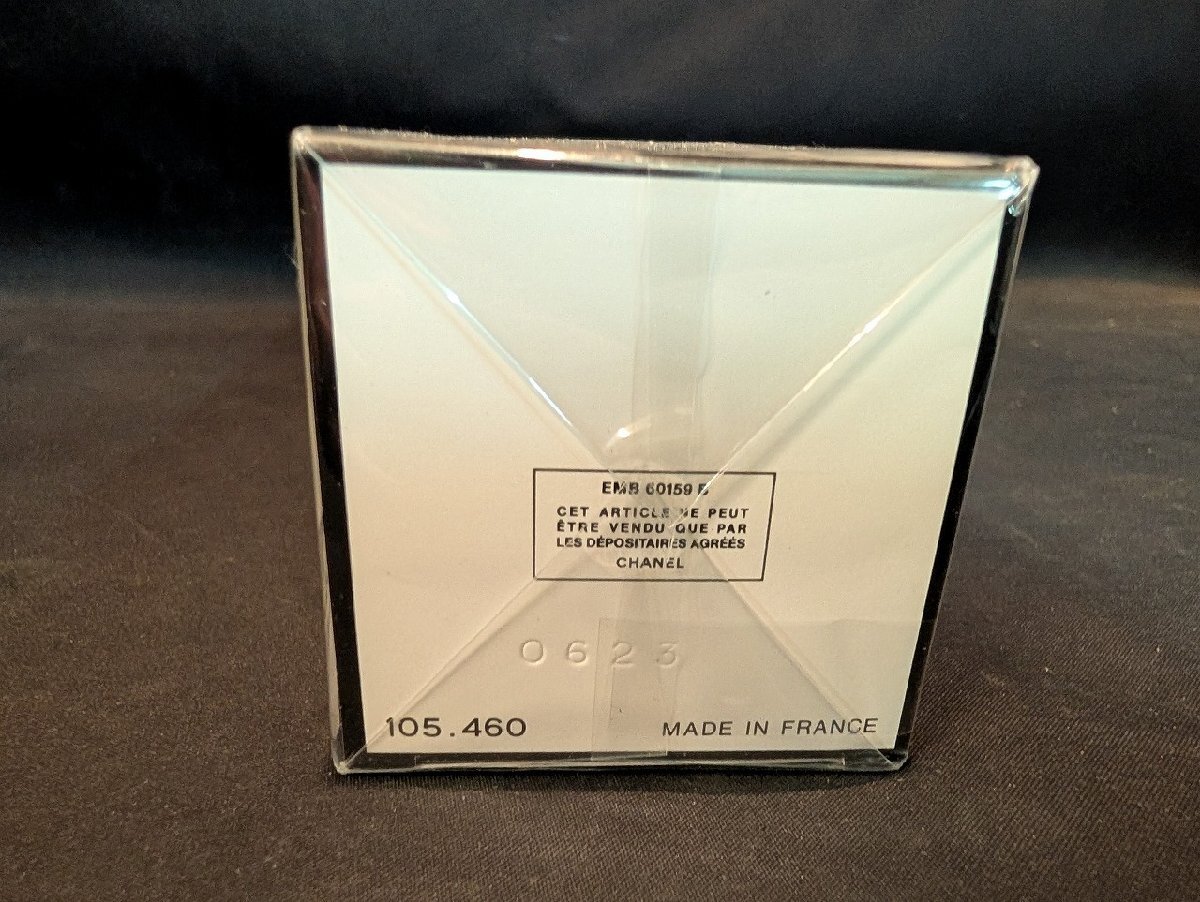 EMB 60159 B
CET ARTICLE NE PEUT
ÊTRE VENDU QUE PAR
LES DÉPOSITAIRES AGRÉÉS
CHANEL
0623
105.460
MADE IN FRANCE